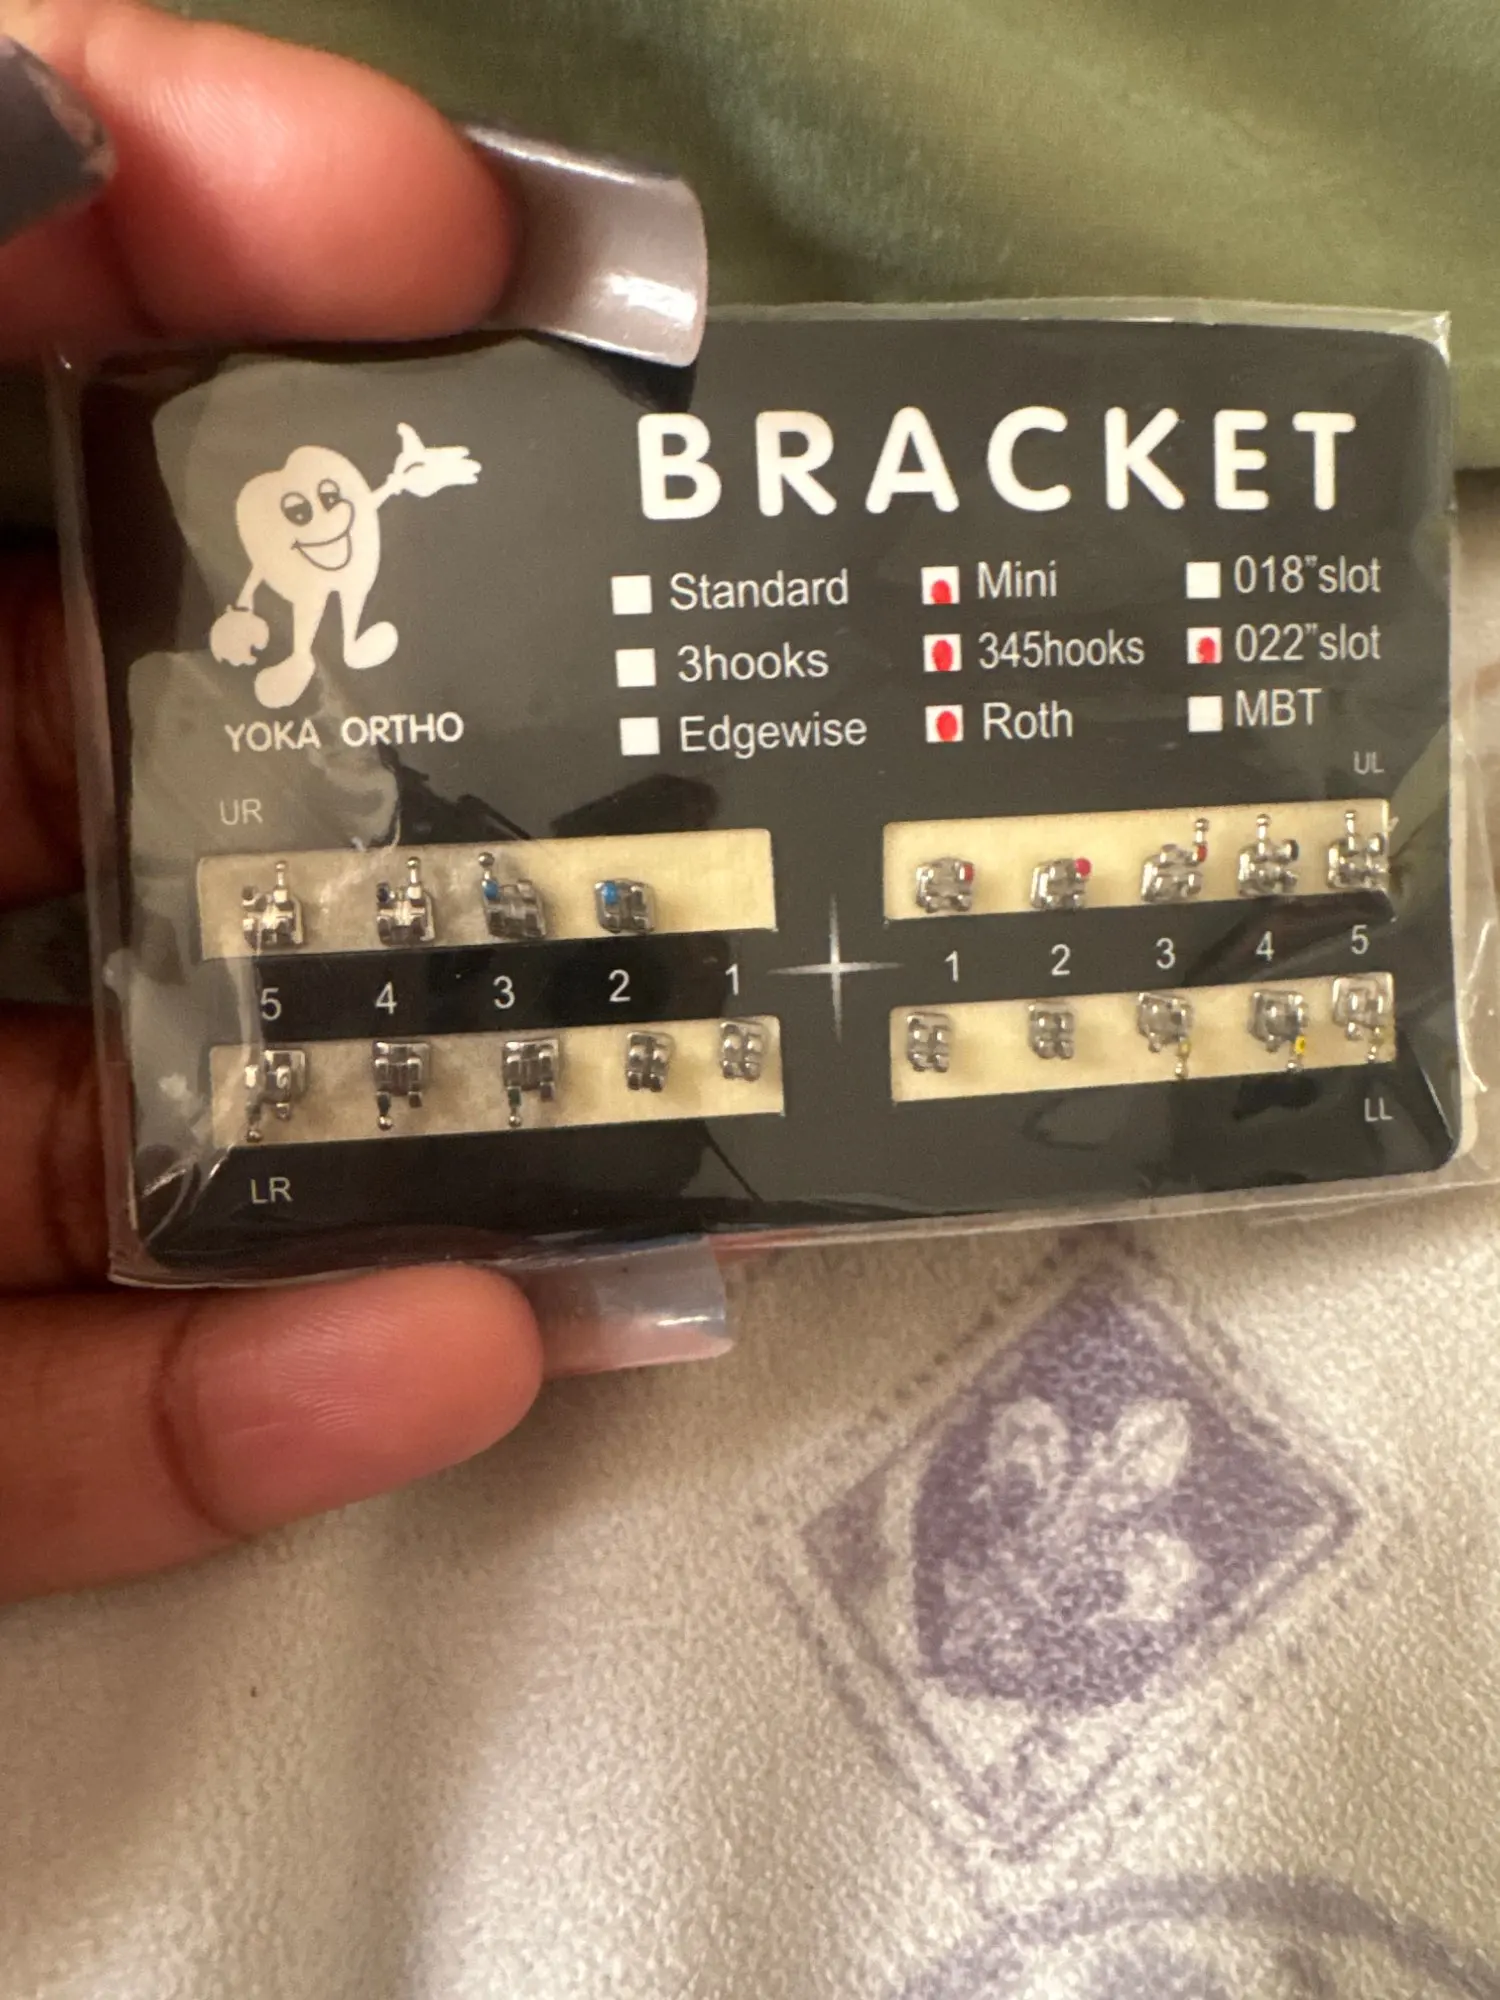 BRACKET
Standard
Mini
018"slot
3hooks
345hooks
022"slot
Edgewise
Roth
MBT
YOKA ORTHO
UR
UL
5 4 3 2 1
1 2 3 4 5
LR
LL